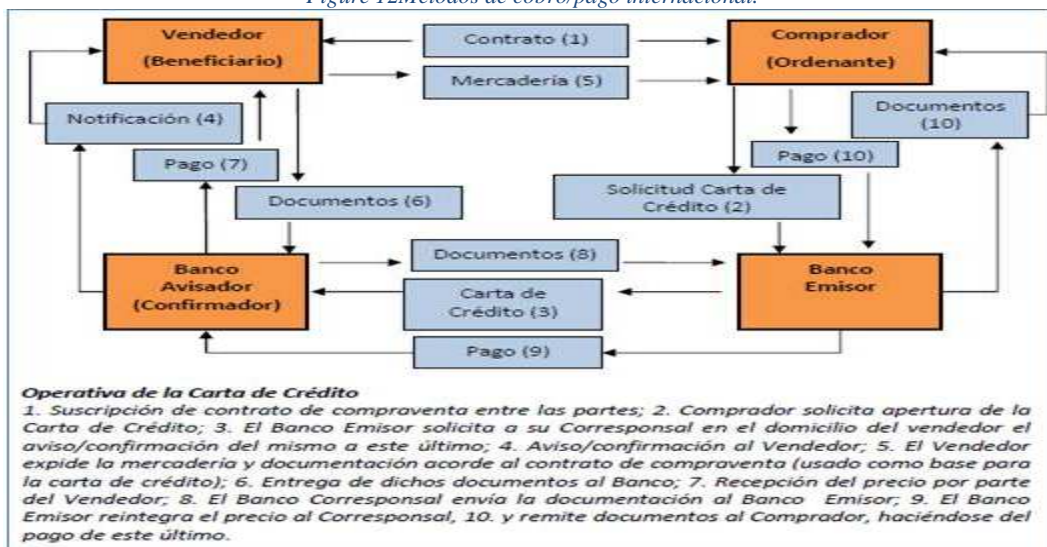 Figure 12Métodos de cobro/pago internacional.
Vendedor
(Beneficiario)
Contrato (1)
Comprador
(Ordenante)
Mercadería (5)
Notificación (4)
Documentos
(10)
Pago (7)
Pago (10)
Documentos (6)
Solicitud Carta de
Crédito (2)
Banco
Avisador
(Confirmador)
Documentos (8)
Banco
Emisor
Carta de
Crédito (3)
Pago (9)
Operativa de la Carta de Crédito
1. Suscripción de contrato de compraventa entre las partes; 2. Comprador solicita apertura de la
Carta de Crédito; 3. El Banco Emisor solicita a su Corresponsal en el domicilio del vendedor el
aviso/confirmación del mismo a este último; 4. Aviso/confirmación al Vendedor; 5. El Vendedor
expide la mercadería y documentación acorde al contrato de compraventa (usado como base para
la carta de crédito); 6. Entrega de dichos documentos al Banco; 7. Recepción del precio por parte
del Vendedor; 8. El Banco Corresponsal envía la documentación al Banco Emisor; 9. El Banco
Emisor reintegra el precio al Corresponsal, 10. y remite documentos al Comprador, haciéndose del
pago de este último.